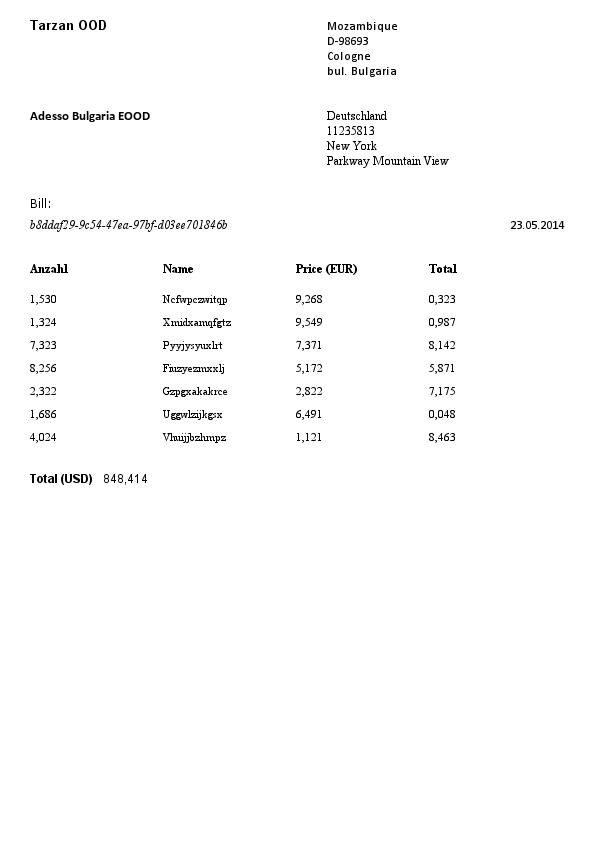 Tarzan OOD
Mozambique
D-98693
Cologne
bul. Bulgaria
Adesso Bulgaria EOOD
Deutschland
11235813
New York
Parkway Mountain View
Bill:
b8ddaf29-9c54-47ea-97bf-d03ee701846b 23.05.2014
Anzahl Name Price (EUR) Total
1,530 Ncfwpczwitqp 9,268 0,323
1,324 Xmidxamqfgtz 9,549 0,987
7,323 Pyyjysyuxlrt 7,371 8,142
8,256 Fiuzyezmxxlj 5,172 5,871
2,322 Gzpgxakakrce 2,822 7,175
1,686 Uggwlzijkgsx 6,491 0,048
4,024 Vhuijjbzhmpz 1,121 8,463
Total (USD) 848,414